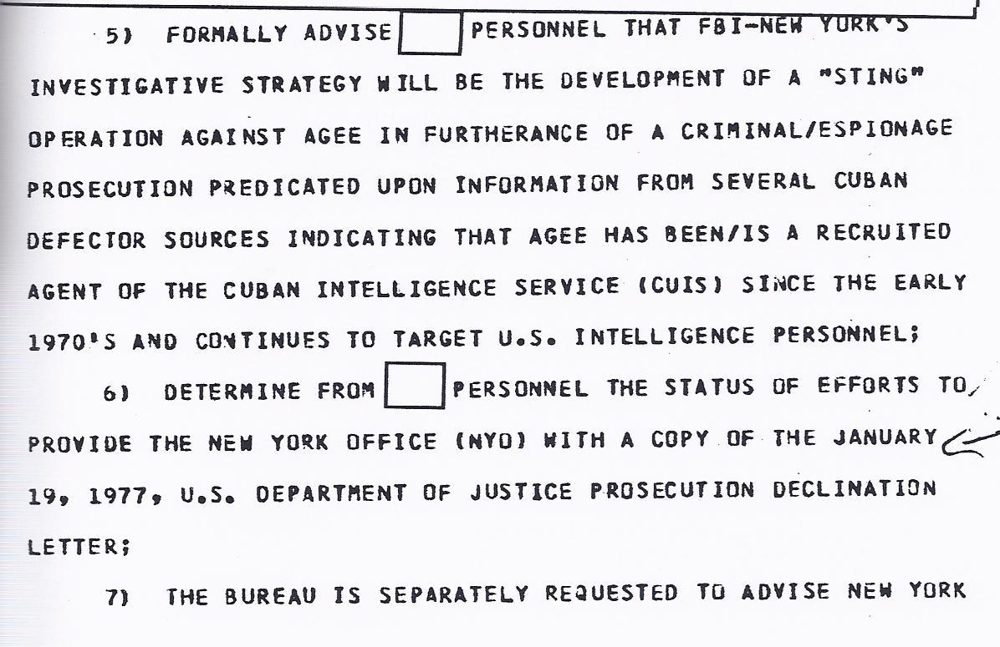 5) FORMALLY ADVISE PERSONNEL THAT FBI-NEW YORK'S
INVESTIGATIVE STRATEGY WILL BE THE DEVELOPMENT OF A "STING"
OPERATION AGAINST AGEE IN FURTHERANCE OF A CRIMINAL/ESPIONAGE
PROSECUTION PREDICATED UPON INFORMATION FROM SEVERAL CUBAN
DEFECTOR SOURCES INDICATING THAT AGEE HAS BEEN/IS A RECRUITED
AGENT OF THE CUBAN INTELLIGENCE SERVICE (CUIS) SINCE THE EARLY
1970'S AND CONTINUES TO TARGET U.S. INTELLIGENCE PERSONNEL;
6) DETERMINE FROM PERSONNEL THE STATUS OF EFFORTS TO
PROVIDE THE NEW YORK OFFICE (NYO) WITH A COPY OF THE JANUARY
19, 1977, U.S. DEPARTMENT OF JUSTICE PROSECUTION DECLINATION
LETTER;
7) THE BUREAU IS SEPARATELY REQUESTED TO ADVISE NEW YORK